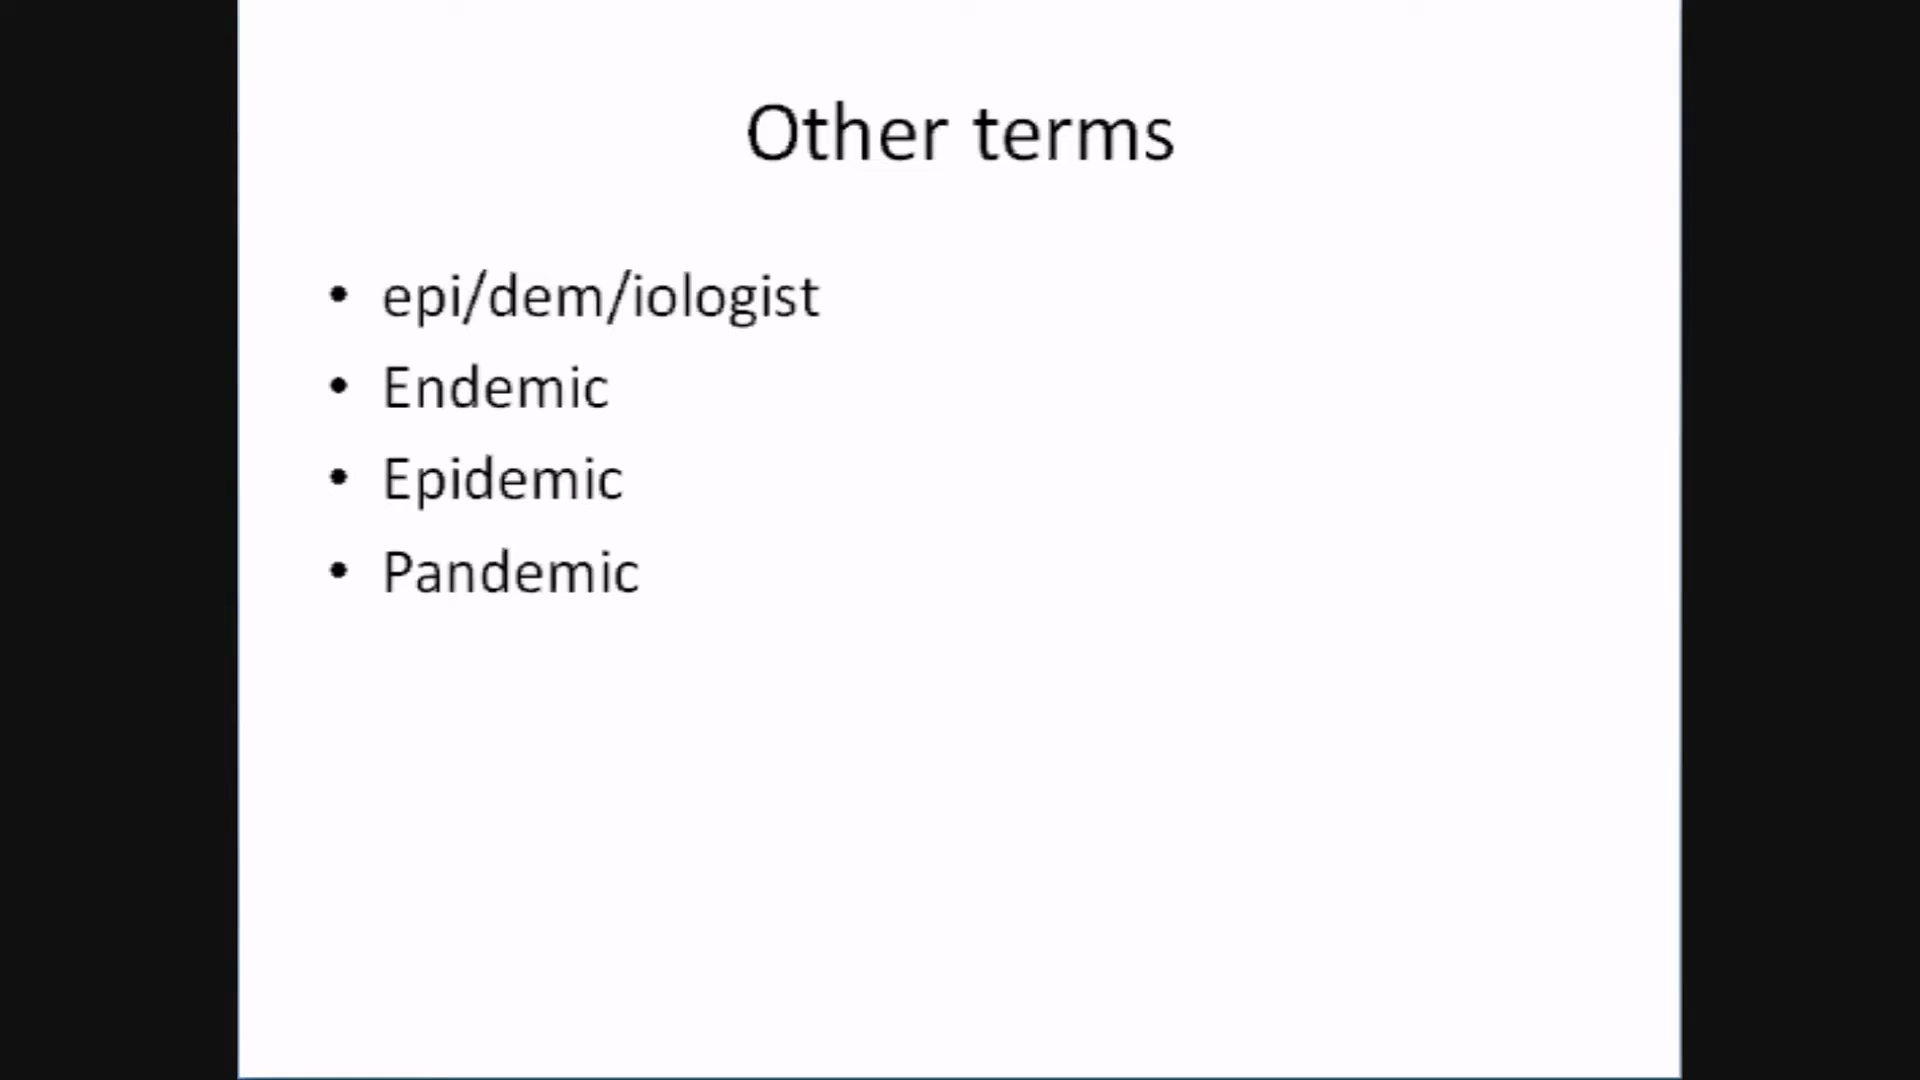 Other terms
• epi/dem/iologist
• Endemic
• Epidemic
• Pandemic